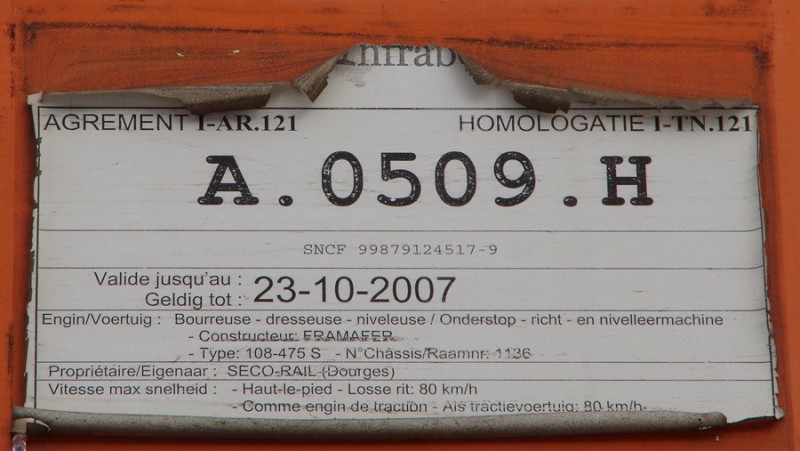 AGREMENT I-AR.121 HOMOLOGATIE I-TN.121
A.0509.H
SNCF 99879124517-9
Valide jusqu'au :
Geldig tot : 23-10-2007
Engin/Voertuig : Bourreuse - dresseuse - niveleuse / Onderstop - richt - en nivelleermachine
- Constructeur: FRAMAFER
- Type: 108-475 S - N°Châssis/Raamnr: 1136
Propriétaire/Eigenaar : SECO-RAIL (Dourges)
Vitesse max snelheid : - Haut-le-pied - Losse rit: 80 km/h
- Comme engin de traction - Als tractievoertuig: 80 km/h